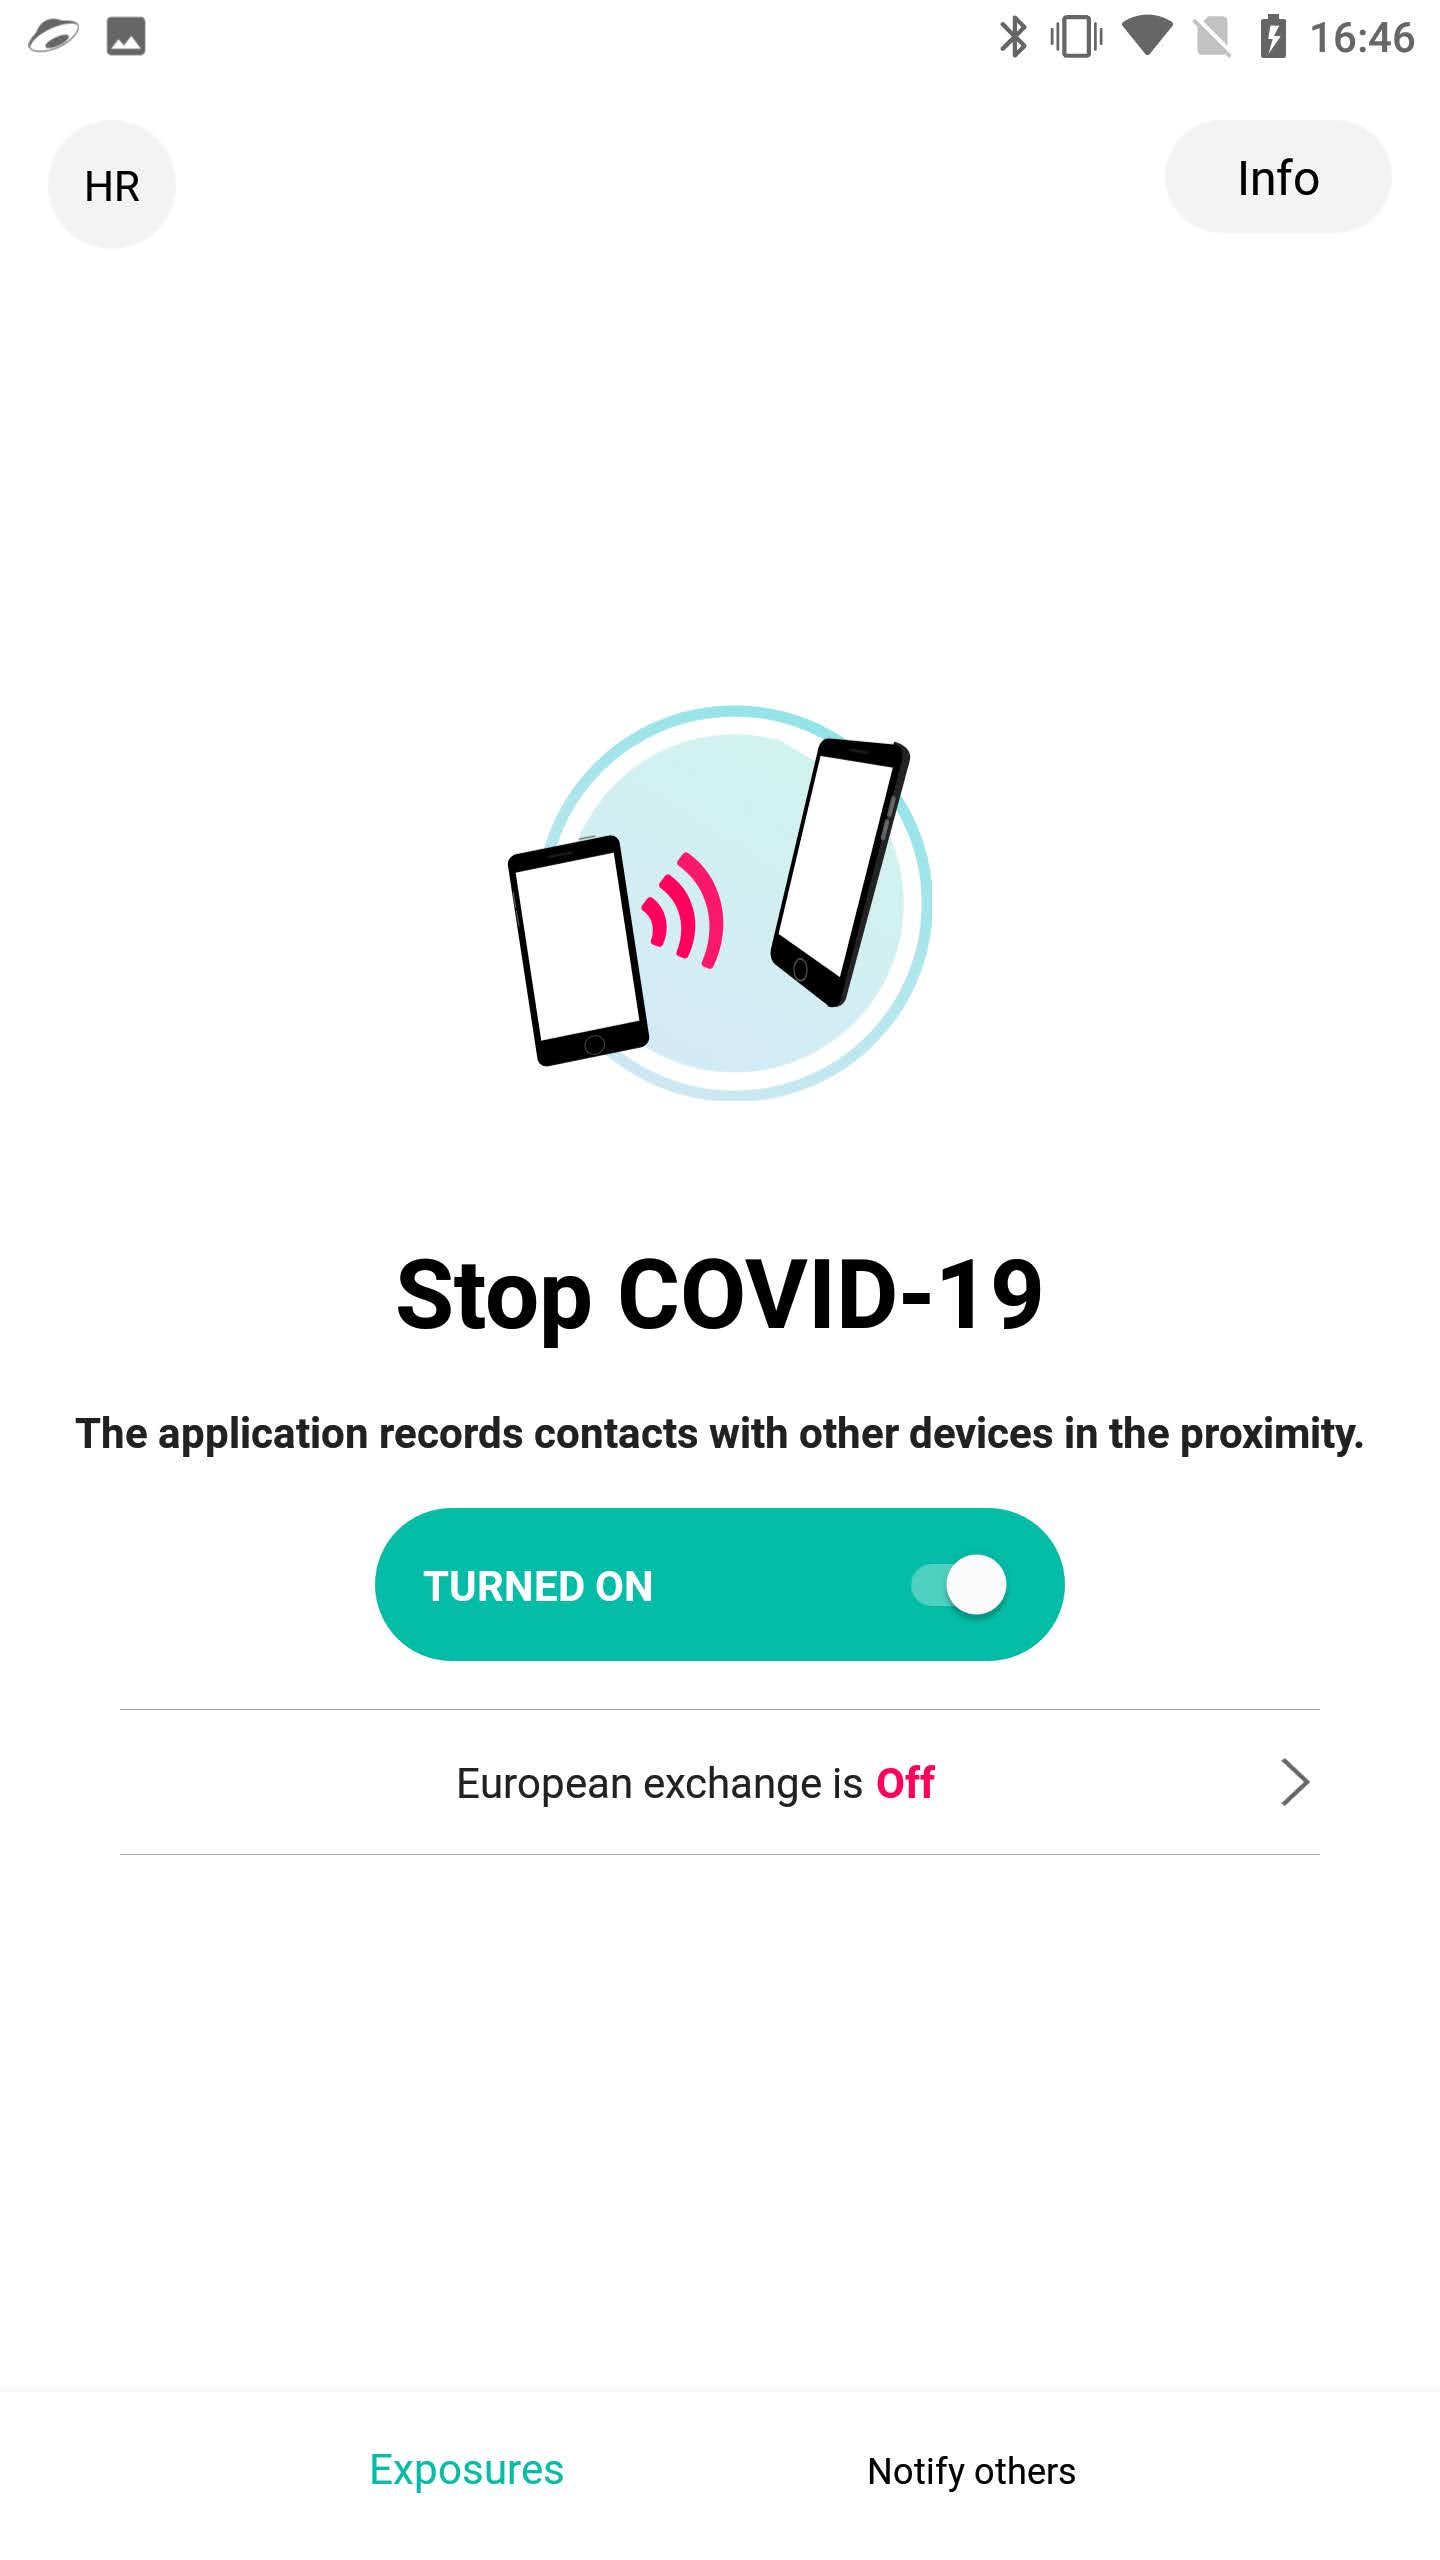 16:46
HR
Info
Stop COVID-19
The application records contacts with other devices in the proximity.
TURNED ON
European exchange is Off
Exposures
Notify others